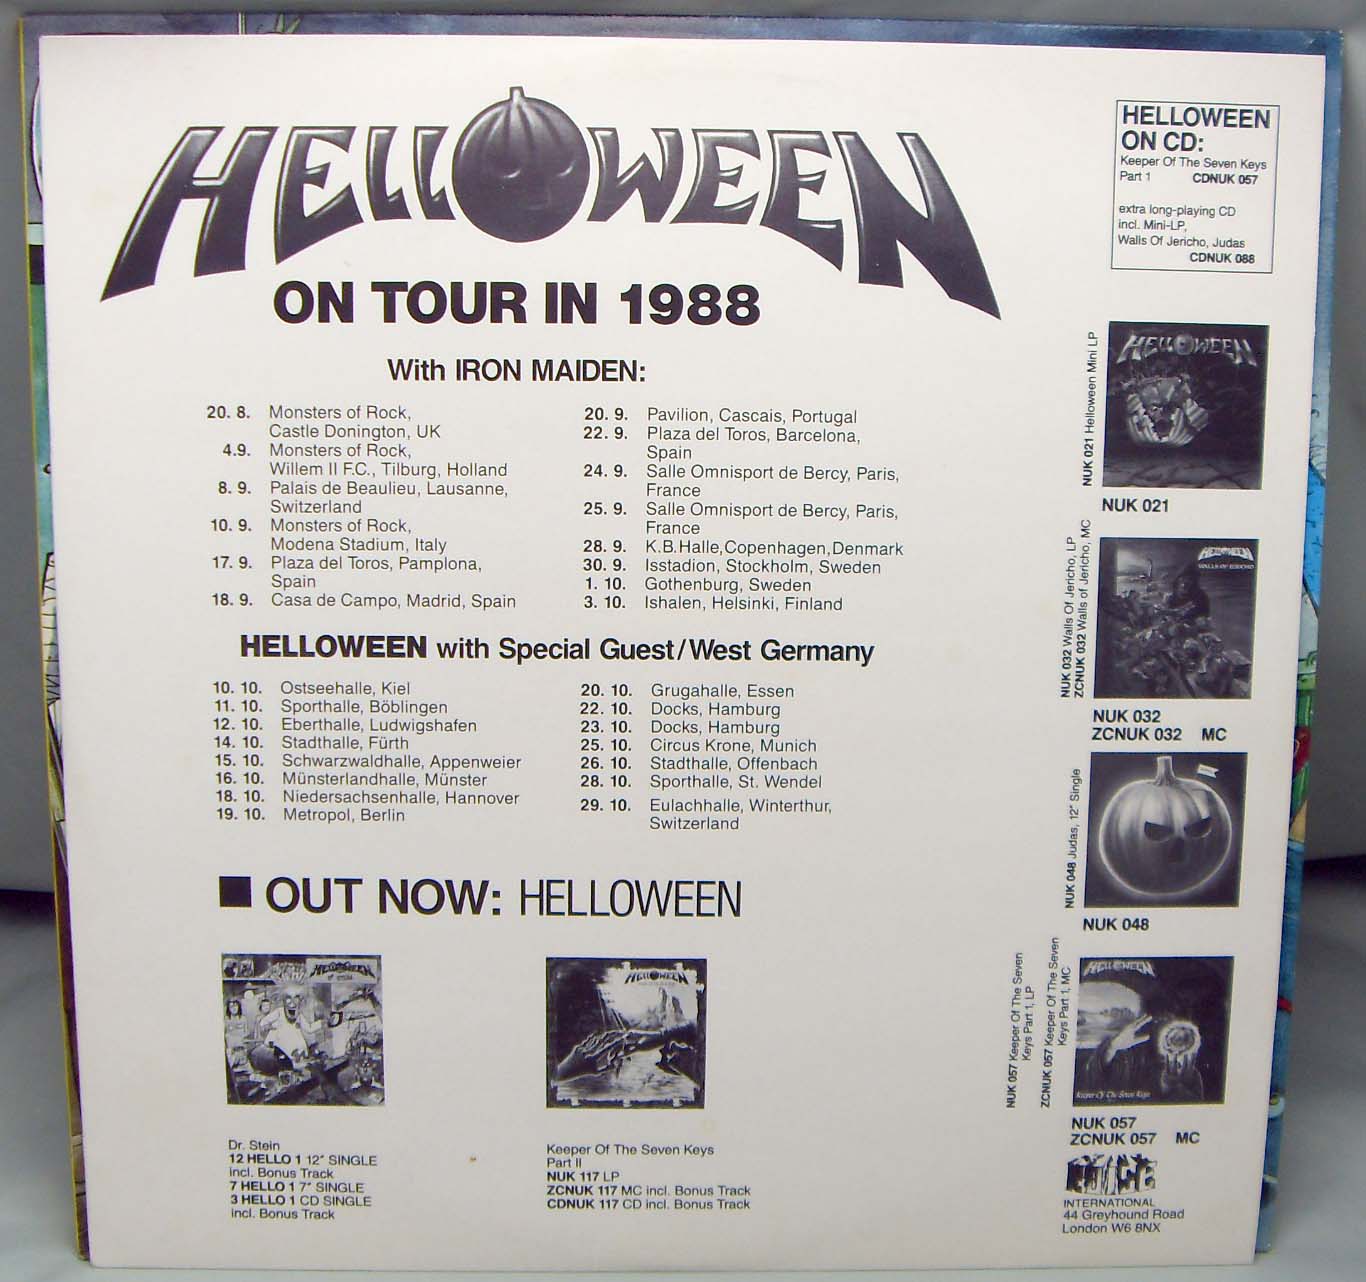 HELLOWEEN
ON TOUR IN 1988
With IRON MAIDEN:
20. 8. Monsters of Rock,
Castle Donington, UK
4.9. Monsters of Rock,
Willem II F.C., Tilburg, Holland
8. 9. Palais de Beaulieu, Lausanne,
Switzerland
10. 9. Monsters of Rock,
Modena Stadium, Italy
17. 9. Plaza del Toros, Pamplona,
Spain
18. 9. Casa de Campo, Madrid, Spain
20. 9. Pavilion, Cascais, Portugal
22. 9. Plaza del Toros, Barcelona,
Spain
24. 9. Salle Omnisport de Bercy, Paris,
France
25. 9. Salle Omnisport de Bercy, Paris,
France
28. 9. K.B.Halle,Copenhagen,Denmark
30. 9. Isstadion, Stockholm, Sweden
1. 10. Gothenburg, Sweden
3. 10. Ishalen, Helsinki, Finland
HELLOWEEN with Special Guest/West Germany
10. 10. Ostseehalle, Kiel
11. 10. Sporthalle, Böblingen
12. 10. Eberthalle, Ludwigshafen
14. 10. Stadthalle, Fürth
15. 10. Schwarzwaldhalle, Appenweier
16. 10. Münsterlandhalle, Münster
18. 10. Niedersachsenhalle, Hannover
19. 10. Metropol, Berlin
20. 10. Grugahalle, Essen
22. 10. Docks, Hamburg
23. 10. Docks, Hamburg
25. 10. Circus Krone, Munich
26. 10. Stadthalle, Offenbach
28. 10. Sporthalle, St. Wendel
29. 10. Eulachhalle, Winterthur,
Switzerland
OUT NOW: HELLOWEEN
HELLOWEEN
Dr. Stein
12 HELLO 1 12" SINGLE
incl. Bonus Track
7 HELLO 1 7" SINGLE
3 HELLO 1 CD SINGLE
incl. Bonus Track
HELLOWEEN
Keeper Of The Seven Keys
Part II
NUK 117 LP
ZCNUK 117 MC incl. Bonus Track
CDNUK 117 CD incl. Bonus Track
HELLOWEEN
ON CD:
Keeper Of The Seven Keys
Part 1 CDNUK 057
extra long-playing CD
incl. Mini-LP,
Walls Of Jericho, Judas
CDNUK 088
NUK 021 Helloween Mini LP
HELLOWEEN
NUK 021
NUK 032 Walls Of Jericho, LP
ZCNUK 032 Walls of Jericho, MC
HELLOWEEN
WALLS OF JERICHO
NUK 032
ZCNUK 032 MC
NUK 048 Judas, 12" Single
NUK 048
NUK 057 Keeper Of The Seven
Keys Part 1, LP
ZCNUK 057 Keeper Of The Seven
Keys Part 1, MC
HELLOWEEN
Keeper Of The Seven Keys
NUK 057
ZCNUK 057 MC
NOISE
INTERNATIONAL
44 Greyhound Road
London W6 8NX